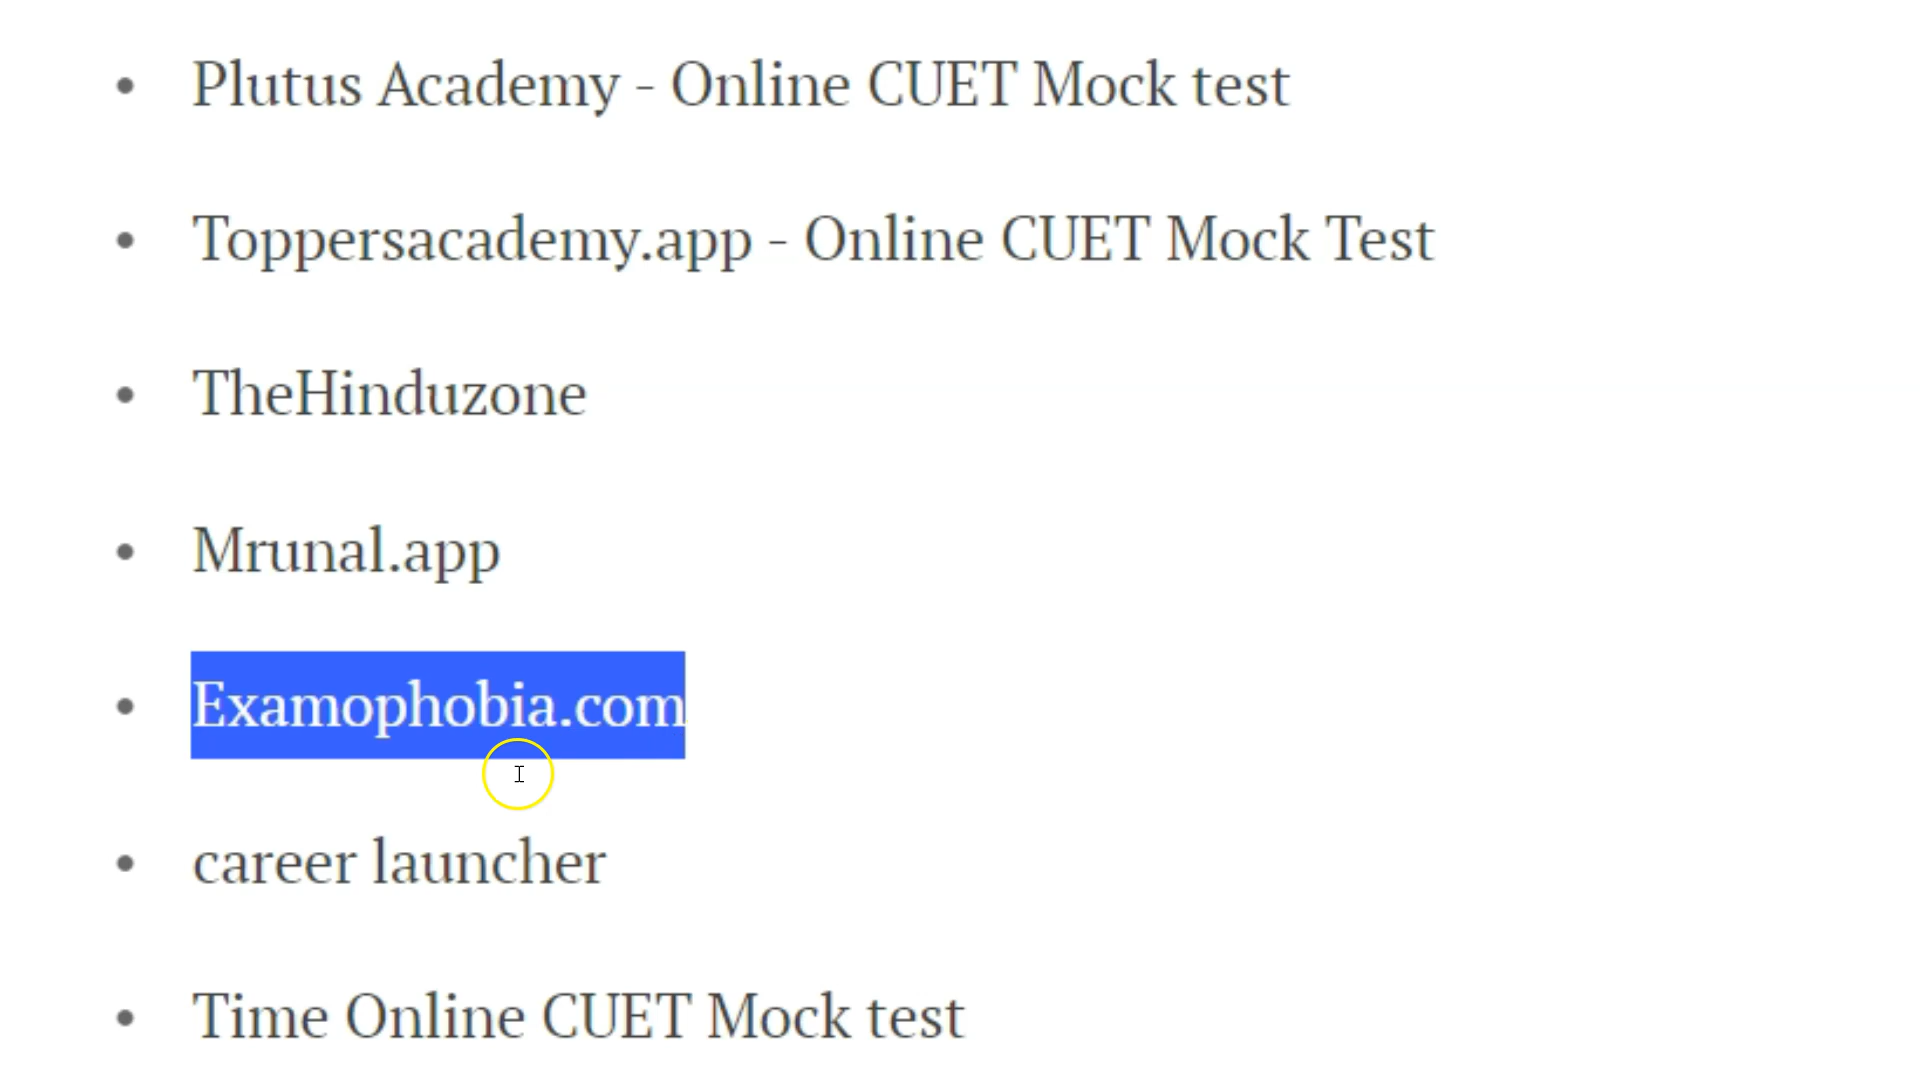 • Plutus Academy - Online CUET Mock test
• Toppersacademy.app - Online CUET Mock Test
• TheHinduzone
• Mrunal.app
• Examophobia.com
• career launcher
• Time Online CUET Mock test